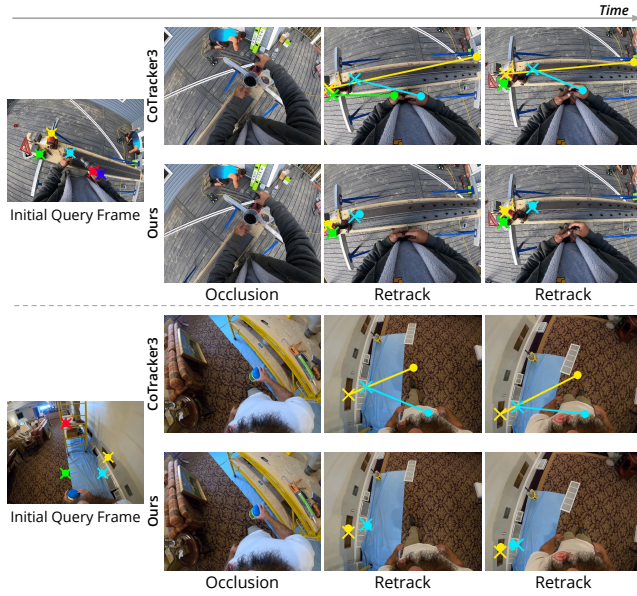 Time
CoTracker3
Initial Query Frame
Ours
Occlusion Retrack Retrack
CoTracker3
Initial Query Frame
Ours
Occlusion Retrack Retrack